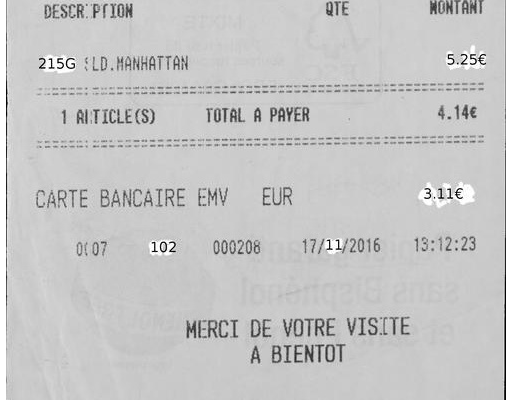 DESCRIPTION QTE MONTANT
215G SLD.MANHATTAN 5.25€
1 ARTICLE(S) TOTAL A PAYER 4.14€
CARTE BANCAIRE EMV EUR 3.11€
0007 102 000208 17/11/2016 13:12:23
MERCI DE VOTRE VISITE
A BIENTOT